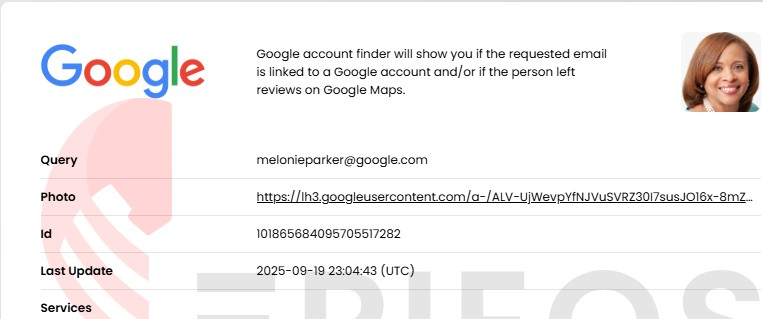 Google
Google account finder will show you if the requested email
is linked to a Google account and/or if the person left
reviews on Google Maps.
Query
melonieparker@google.com
Photo
https://lh3.googleusercontent.com/a-/ALV-UjWevpYfNJVuSVRZ30I7susJO16x-8mZ...
Id
101865684095705517282
Last Update
2025-09-19 23:04:43 (UTC)
Services
EPIEOS